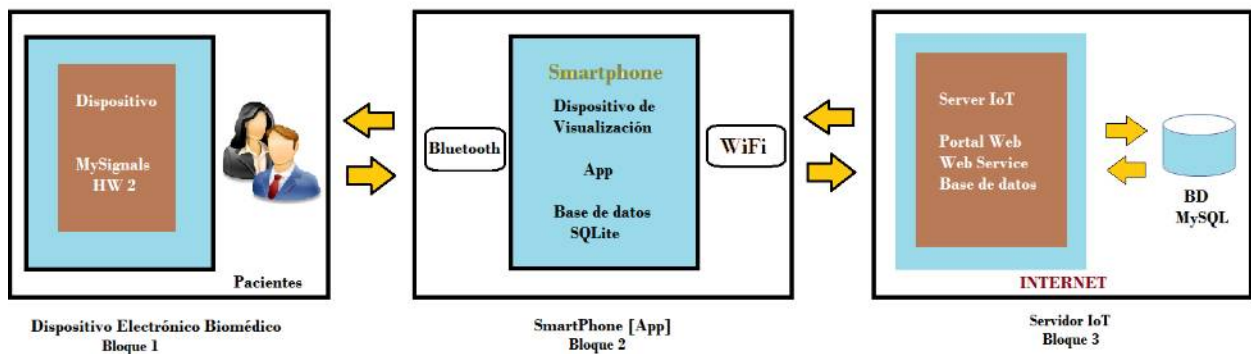 Dispositivo
MySignals
HW 2
Pacientes
Dispositivo Electrónico Biomédico
Bloque 1
Bluetooth
Smartphone
Dispositivo de
Visualización
App
Base de datos
SQLite
WiFi
SmartPhone [App]
Bloque 2
Server IoT
Portal Web
Web Service
Base de datos
BD
MySQL
INTERNET
Servidor IoT
Bloque 3